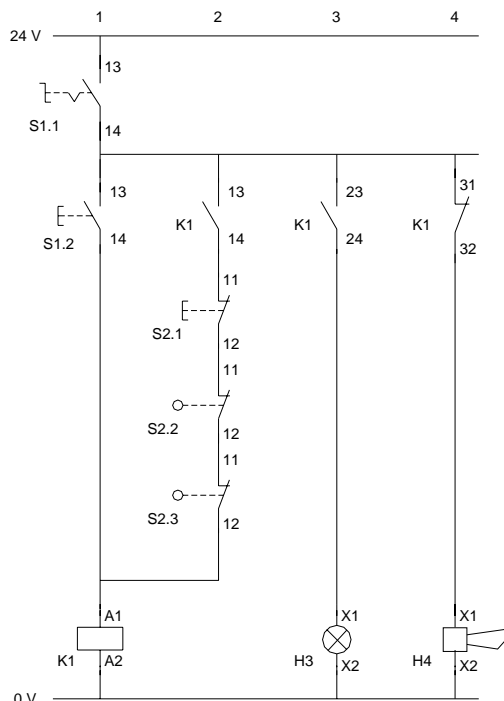 1 2 3 4
24 V
13
S1.1
14
13 13 23 31
S1.2 14 K1 14 K1 24 K1 32
11
S2.1
12
11
S2.2
12
11
S2.3
12
A1 X1 X1
K1 A2 H3 X2 H4 X2
0 V